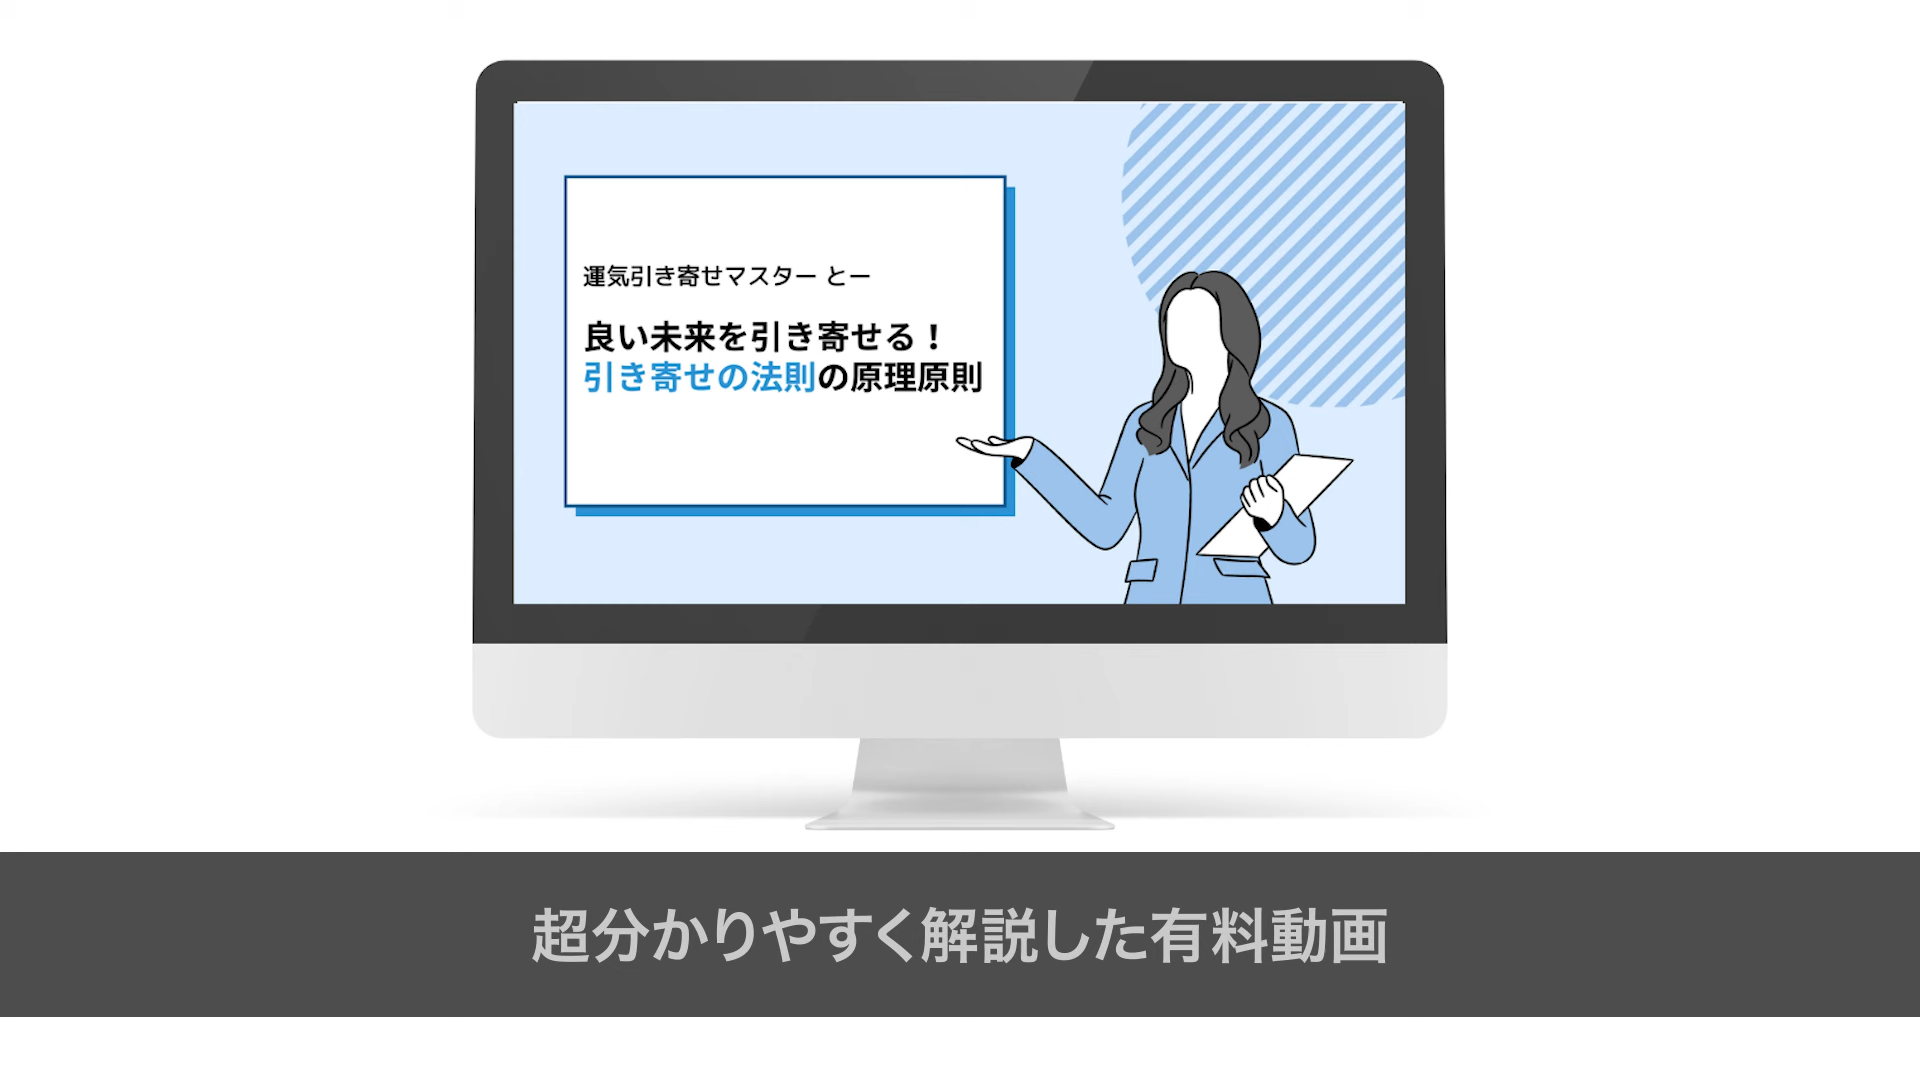 運気引き寄せマスター とー
良い未来を引き寄せる！
引き寄せの法則の原理原則
超分かりやすく解説した有料動画